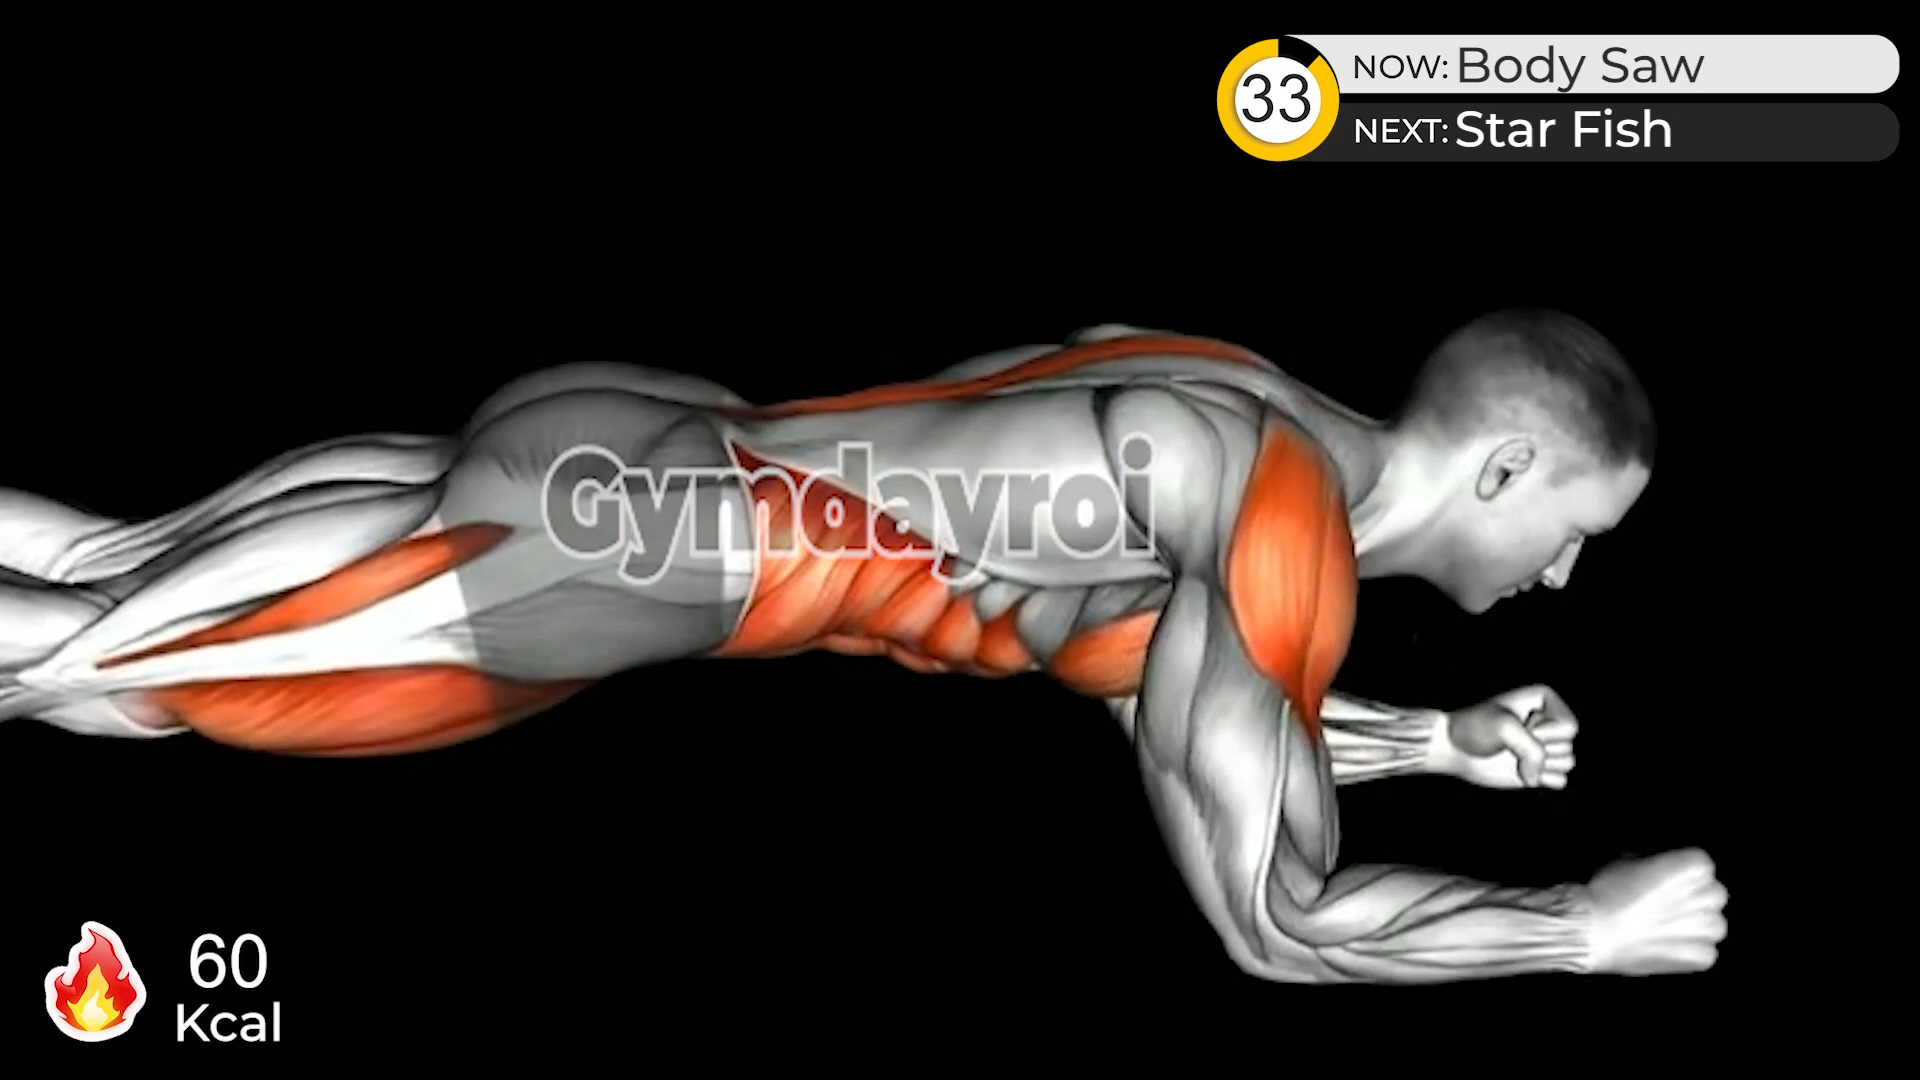 33
NOW: Body Saw
NEXT: Star Fish
Gymdayroi
60
Kcal